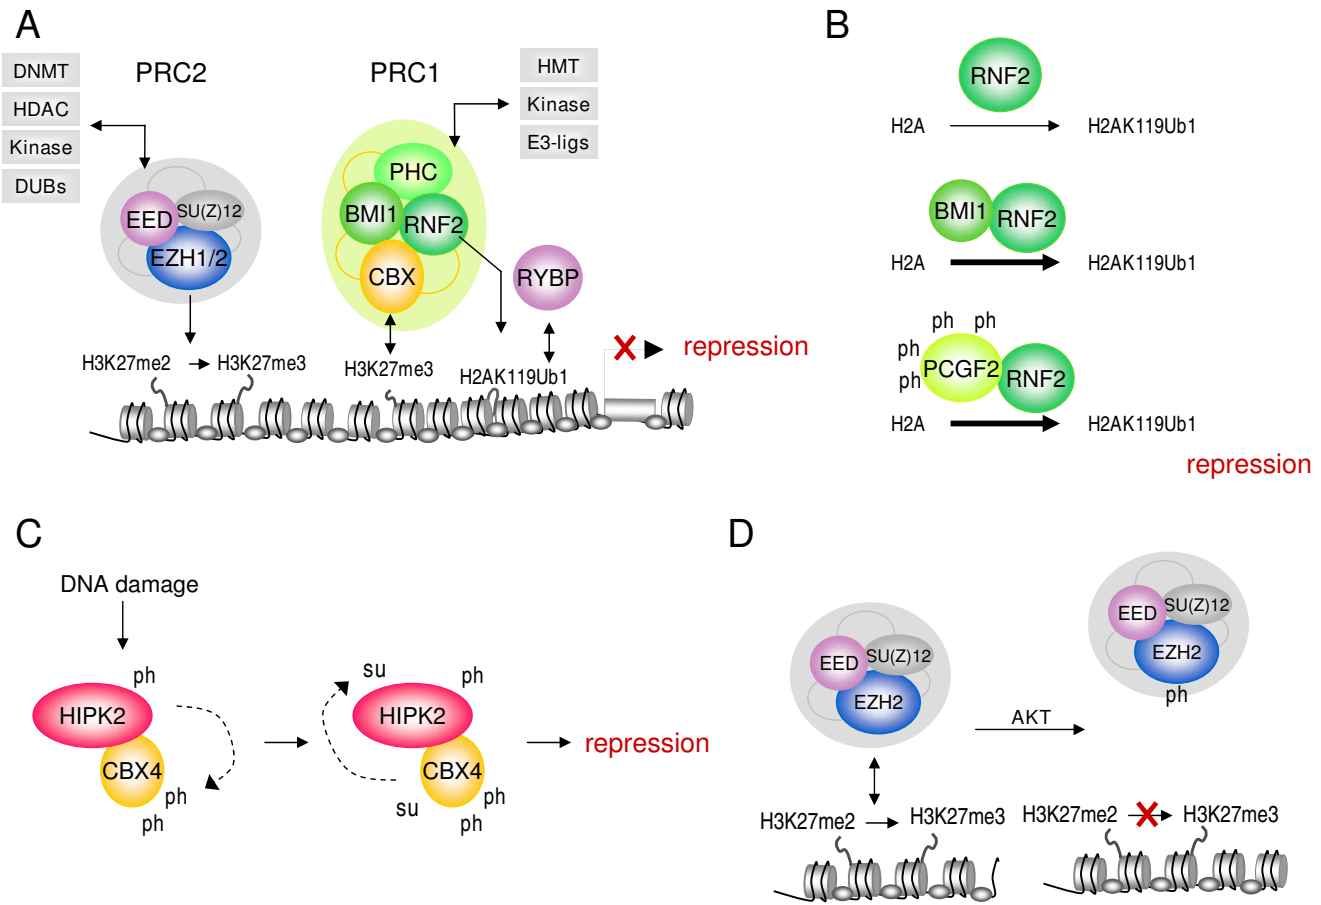 A
DNMT
HDAC
Kinase
DUBs
PRC2
PRC1
HMT
Kinase
E3-ligs
EED
SU(Z)12
EZH1/2
PHC
BMI1
RNF2
CBX
RYBP
H3K27me2
H3K27me3
H3K27me3
H2AK119Ub1
repression
B
RNF2
H2A
H2AK119Ub1
BMI1
RNF2
H2A
H2AK119Ub1
ph ph
ph
ph
PCGF2
RNF2
H2A
H2AK119Ub1
repression
C
DNA damage
ph
HIPK2
CBX4
ph
ph
su
ph
HIPK2
CBX4
su
ph
ph
repression
D
EED
SU(Z)12
EZH2
AKT
EED
SU(Z)12
EZH2
ph
H3K27me2
H3K27me3
H3K27me2
H3K27me3